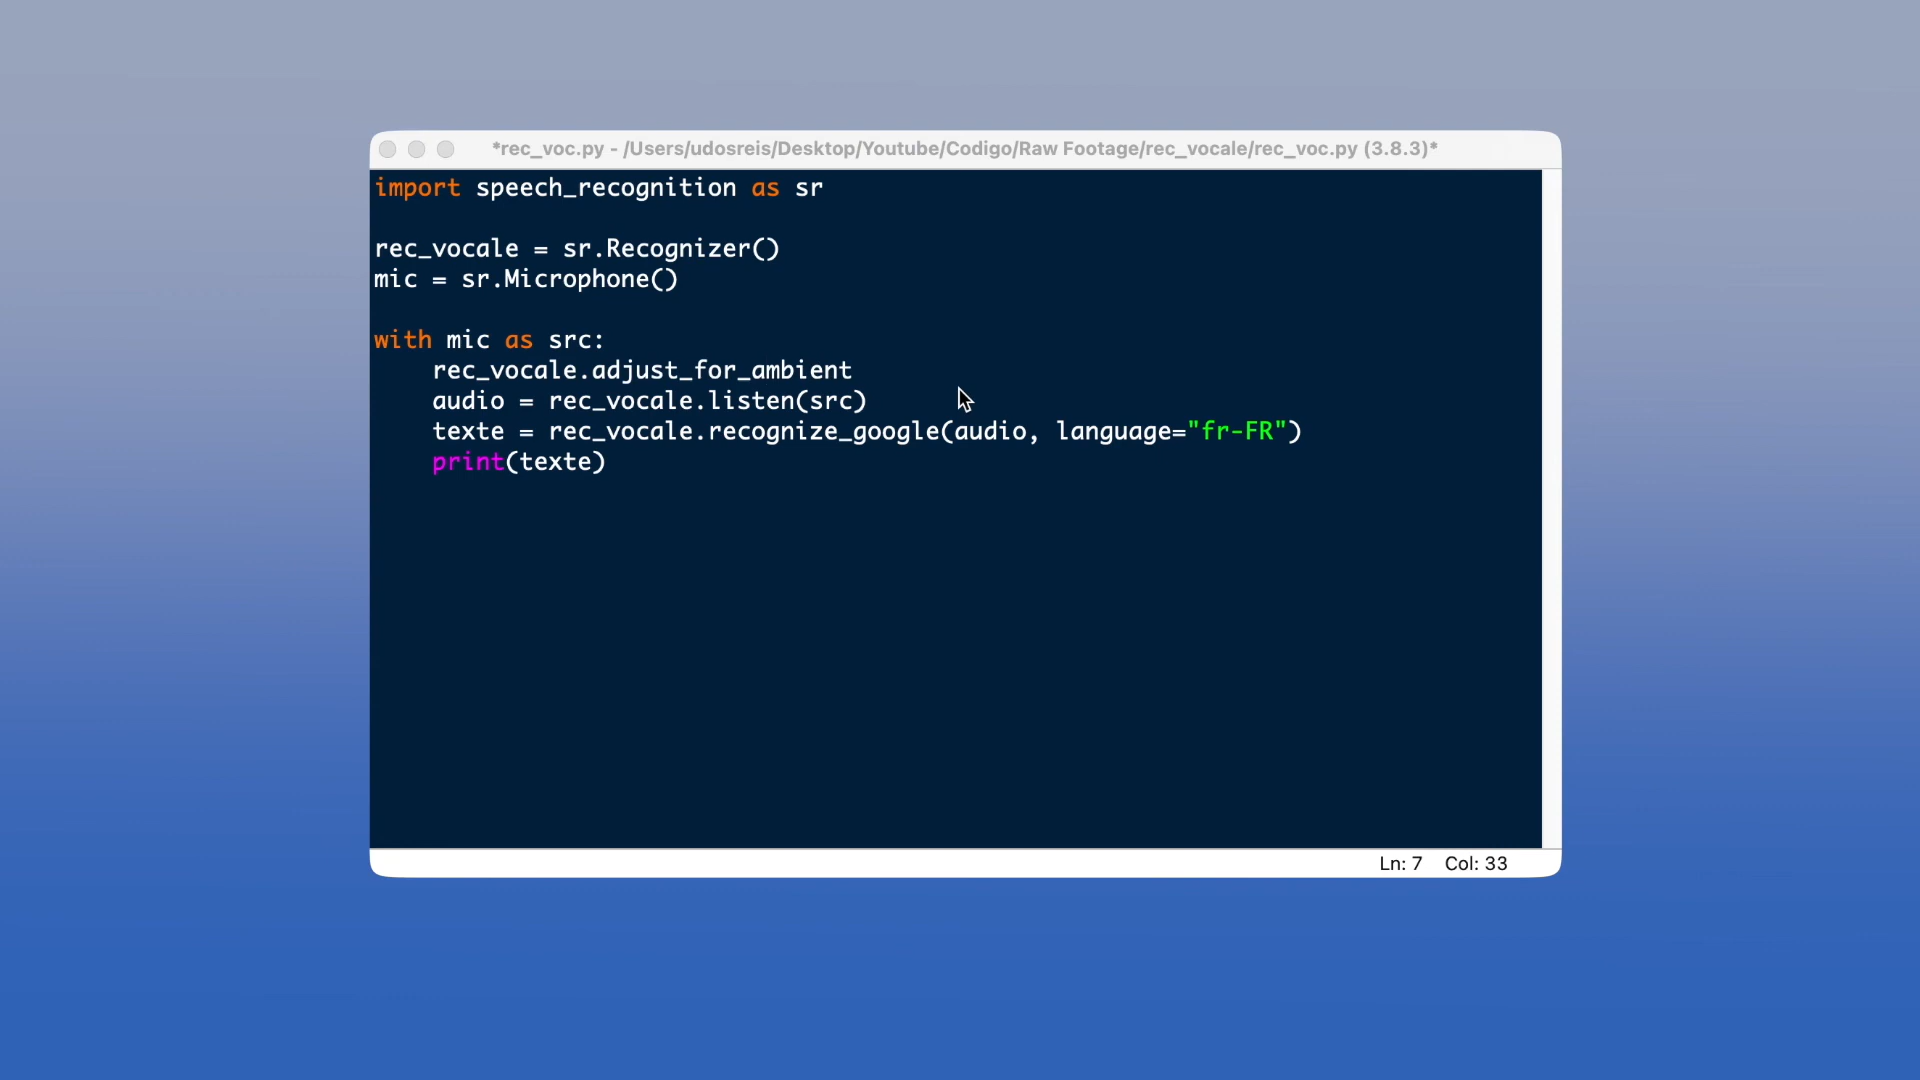 *rec_voc.py - /Users/udosreis/Desktop/Youtube/Codigo/Raw Footage/rec_vocale/rec_voc.py (3.8.3)*
import speech_recognition as sr
rec_vocale = sr.Recognizer()
mic = sr.Microphone()
with mic as src:
    rec_vocale.adjust_for_ambient
    audio = rec_vocale.listen(src)
    texte = rec_vocale.recognize_google(audio, language="fr-FR")
    print(texte)
Ln: 7 Col: 33